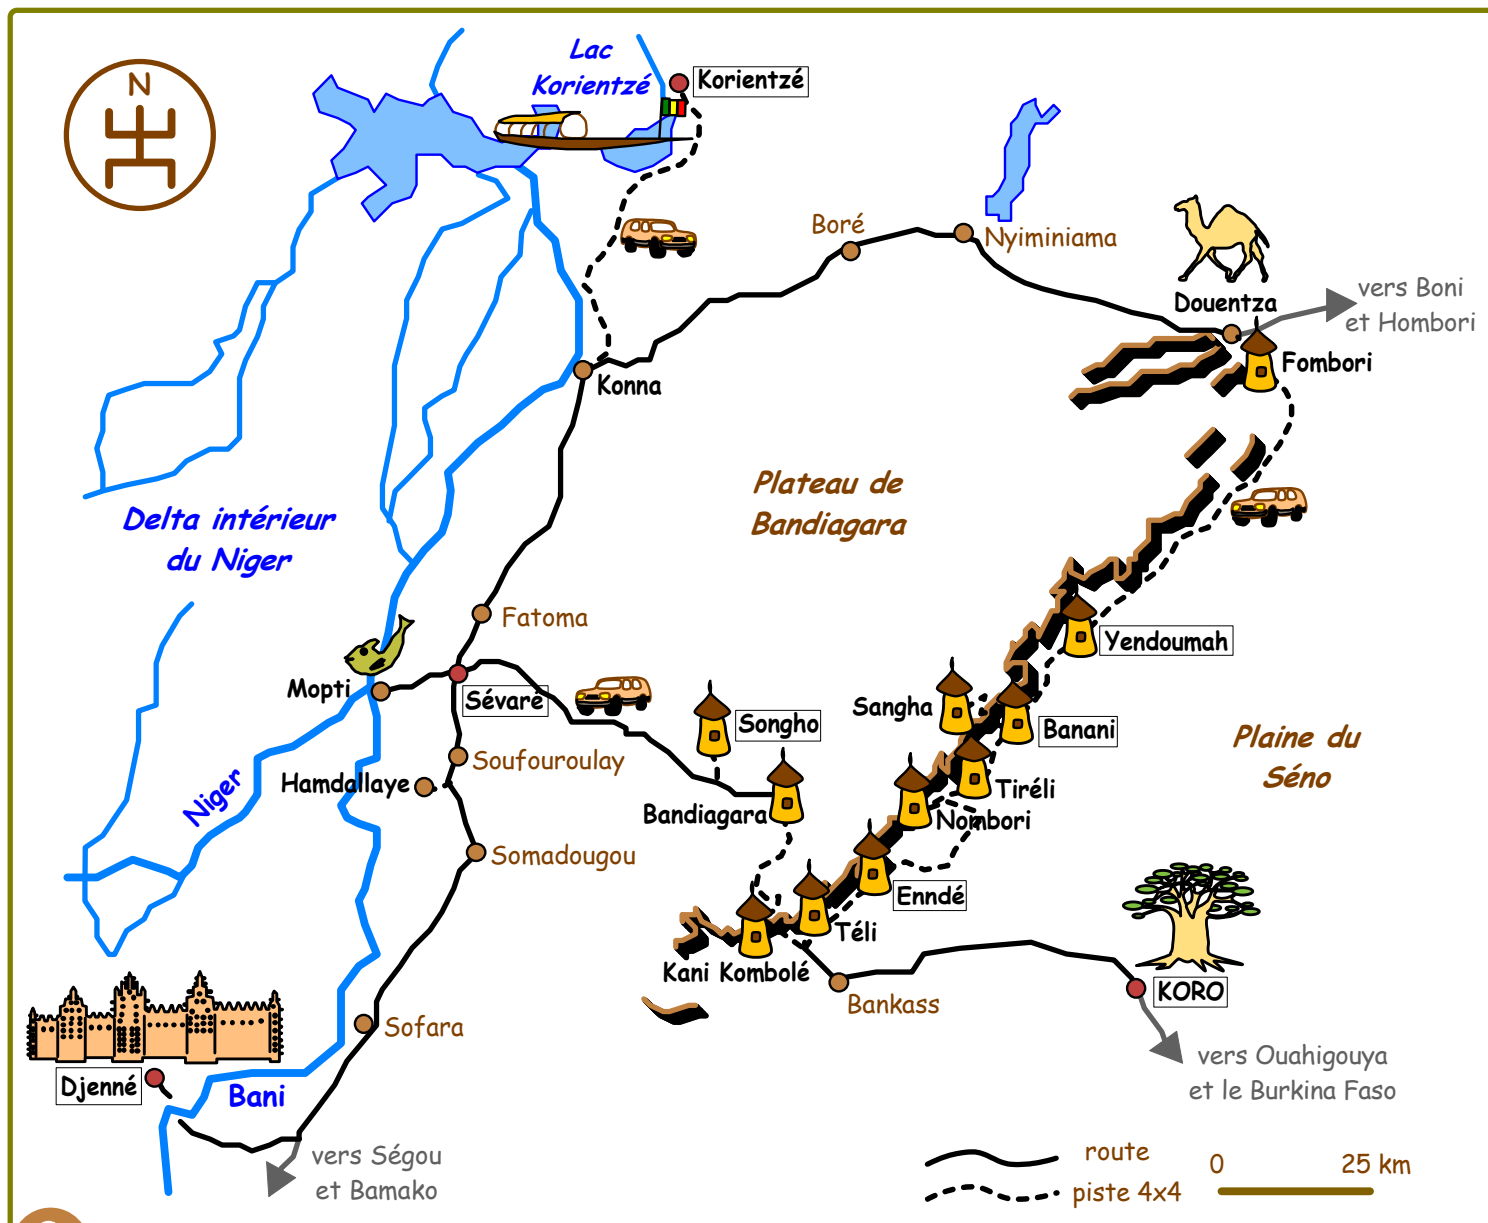 N
Lac
Korientzé
Korientzé
Boré
Nyiminiama
Douentza
vers Boni
et Hombori
Fombori
Konna
Plateau de
Bandiagara
Delta intérieur
du Niger
Fatoma
Yendoumah
Mopti
Sévaré
Songho
Sangha
Banani
Plaine du
Séno
Soufouroulay
Hamdallaye
Niger
Bandiagara
Tiréli
Nombori
Somadougou
Enndé
Téli
Kani Kombolé
Bankass
KORO
Sofara
Djenné
Bani
vers Ouahigouya
et le Burkina Faso
vers Ségou
et Bamako
route
piste 4x4
0 25 km